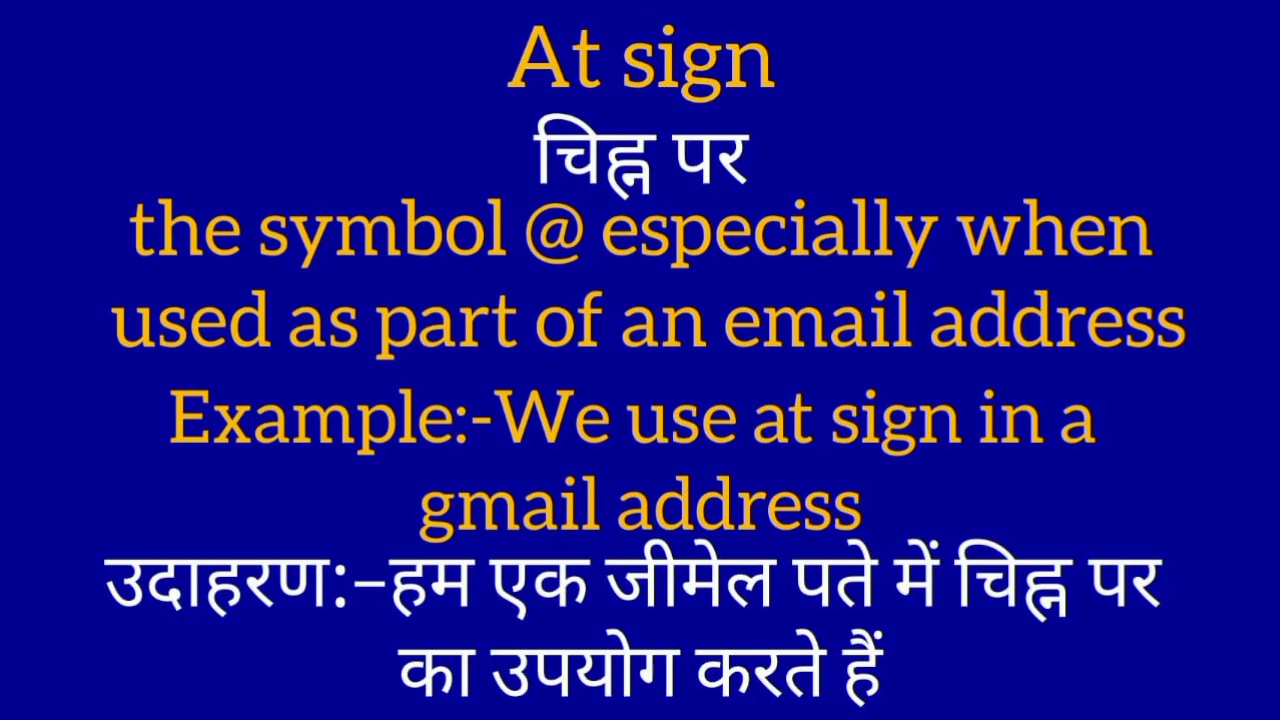 At sign
चिह्न पर
the symbol @ especially when
used as part of an email address
Example:-We use at sign in a
gmail address
उदाहरण:–हम एक जीमेल पते में चिह्न पर
का उपयोग करते हैं